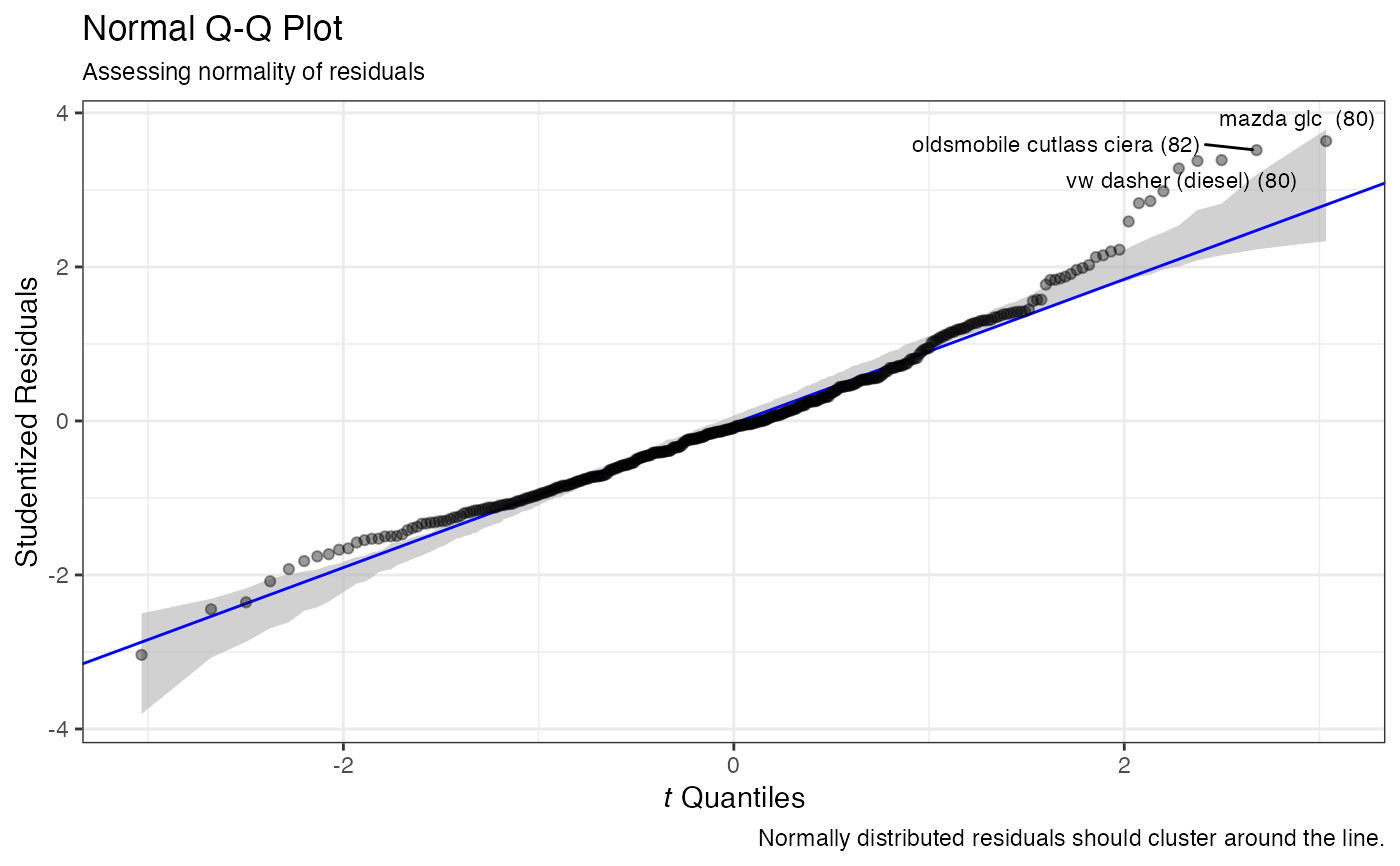 Normal Q-Q Plot
Assessing normality of residuals
Studentized Residuals
4
2
0
-2
-4
mazda glc  (80)
oldsmobile cutlass ciera (82)
vw dasher (diesel) (80)
-2
0
2
t Quantiles
Normally distributed residuals should cluster around the line.